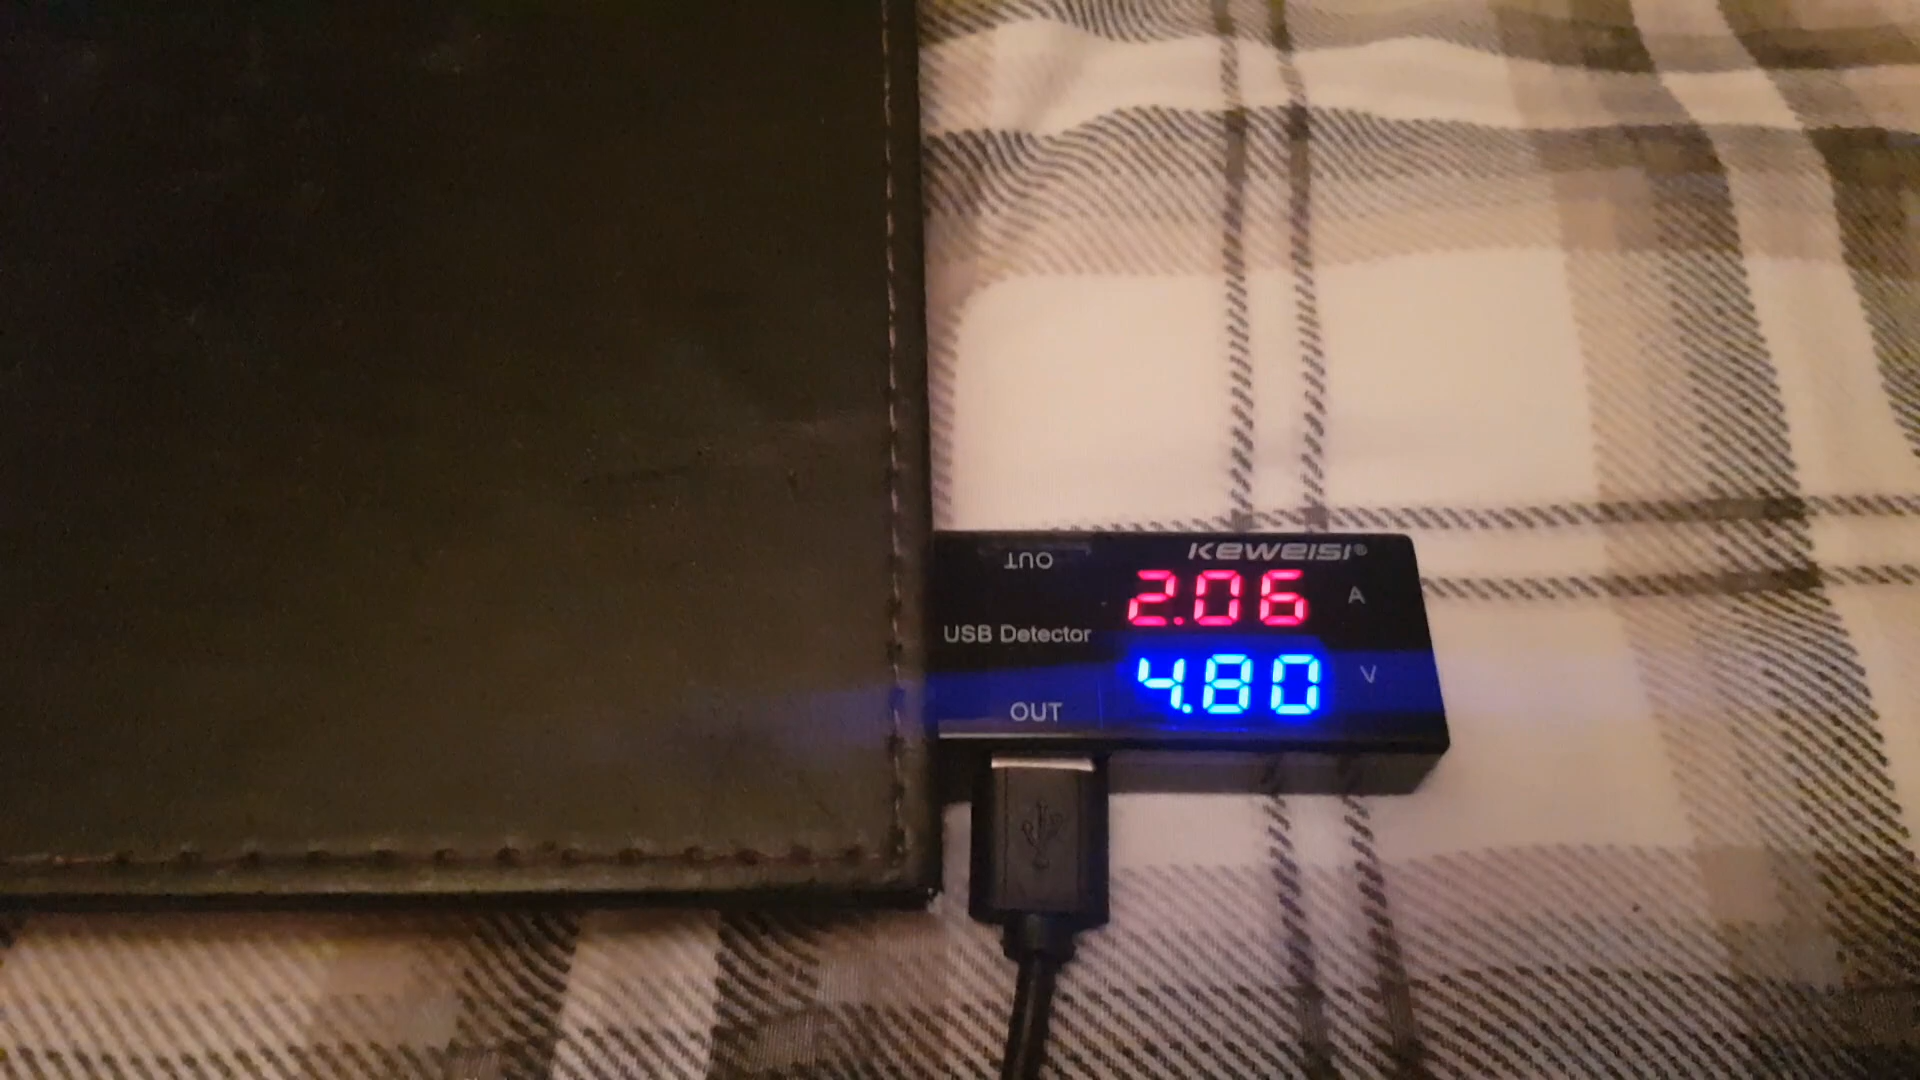 OUT
KEWEISI®
2.06 A
USB Detector
4.80 V
OUT